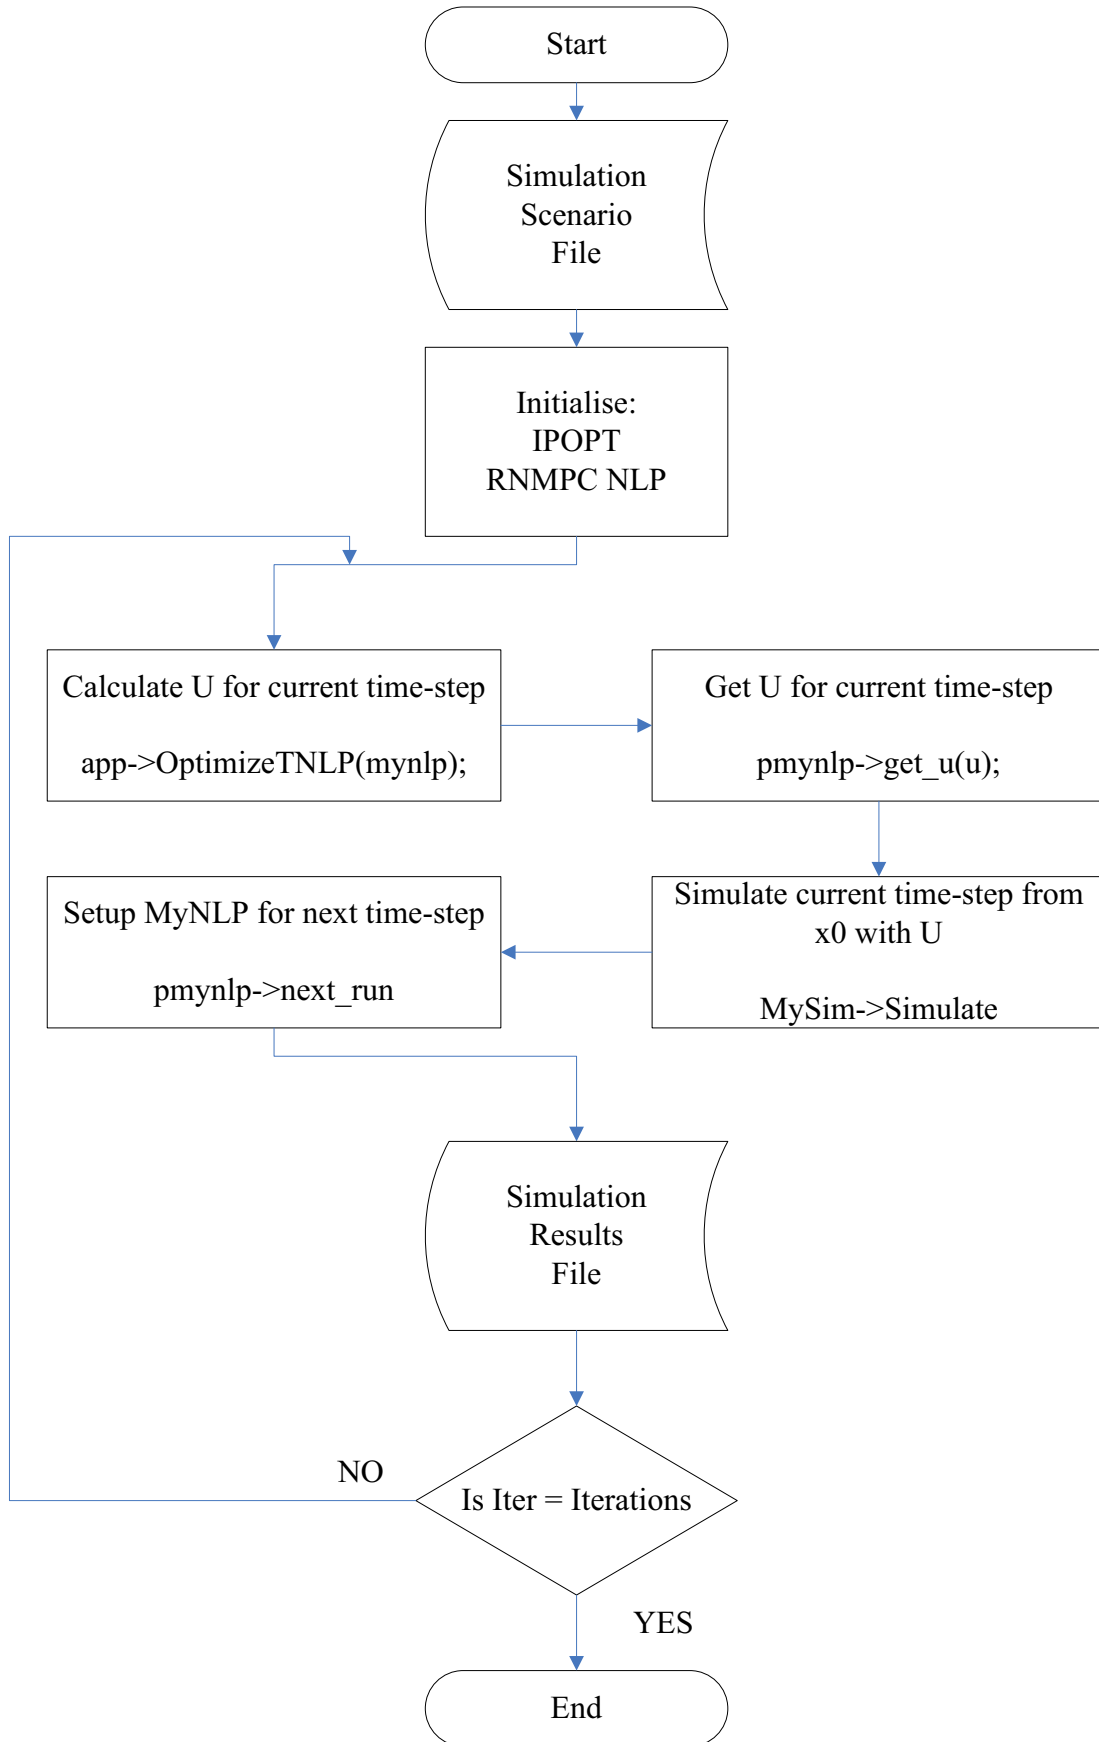 Start
Simulation
Scenario
File
Initialise:
IPOPT
RNMPC NLP
Calculate U for current time-step
app->OptimizeTNLP(mynlp);
Get U for current time-step
pmynlp->get_u(u);
Simulate current time-step from
x0 with U
MySim->Simulate
Setup MyNLP for next time-step
pmynlp->next_run
Simulation
Results
File
Is Iter = Iterations
NO
YES
End